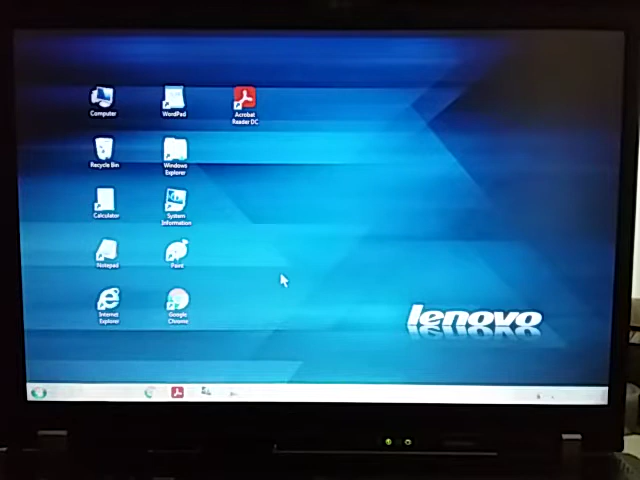 Computer
WordPad
Acrobat
Reader DC
Recycle Bin
Windows
Explorer
Calculator
System
Information
Notepad
Paint
Internet
Explorer
Google
Chrome
lenovo